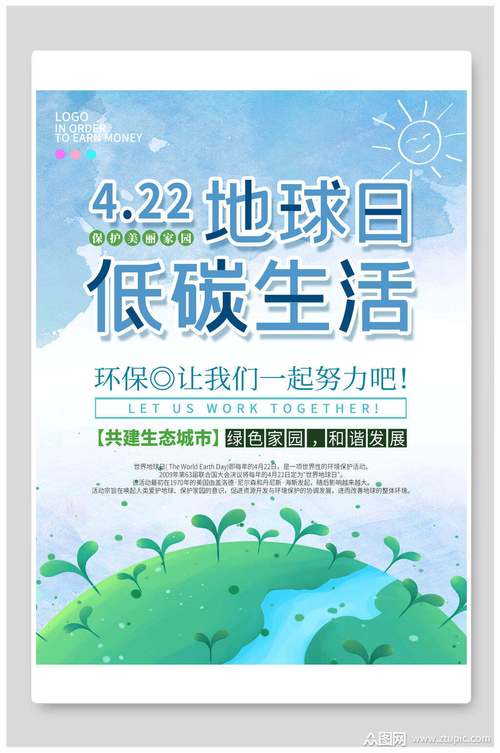 LOGO
IN ORDER
TO EARN MONEY
4.22 地球日
保护美丽家园
低碳生活
环保◎让我们一起努力吧!
LET US WORK TOGETHER!
【共建生态城市】绿色家园,和谐发展
世界地球日( The World Earth Day)即每年的4月22日，是一项世界性的环境保护活动。
2009年第63届联合国大会决议将每年的4月22日定为“世界地球日”。
该活动最初在1970年的美国由盖洛德·尼尔森和丹尼斯·海斯发起，随后影响越来越大。
活动宗旨在唤起人类爱护地球、保护家园的意识，促进资源开发与环境保护的协调发展，进而改善地球的整体环境。
众图网
www.ztupic.com